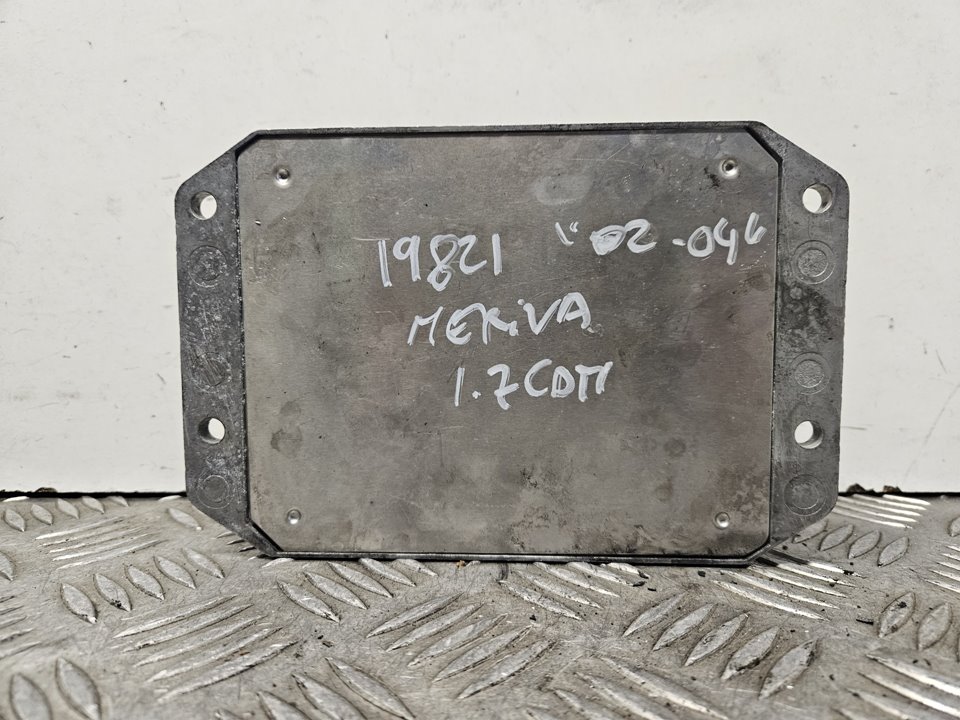 19821 "02-04"
MERIVA
1.7CDTI